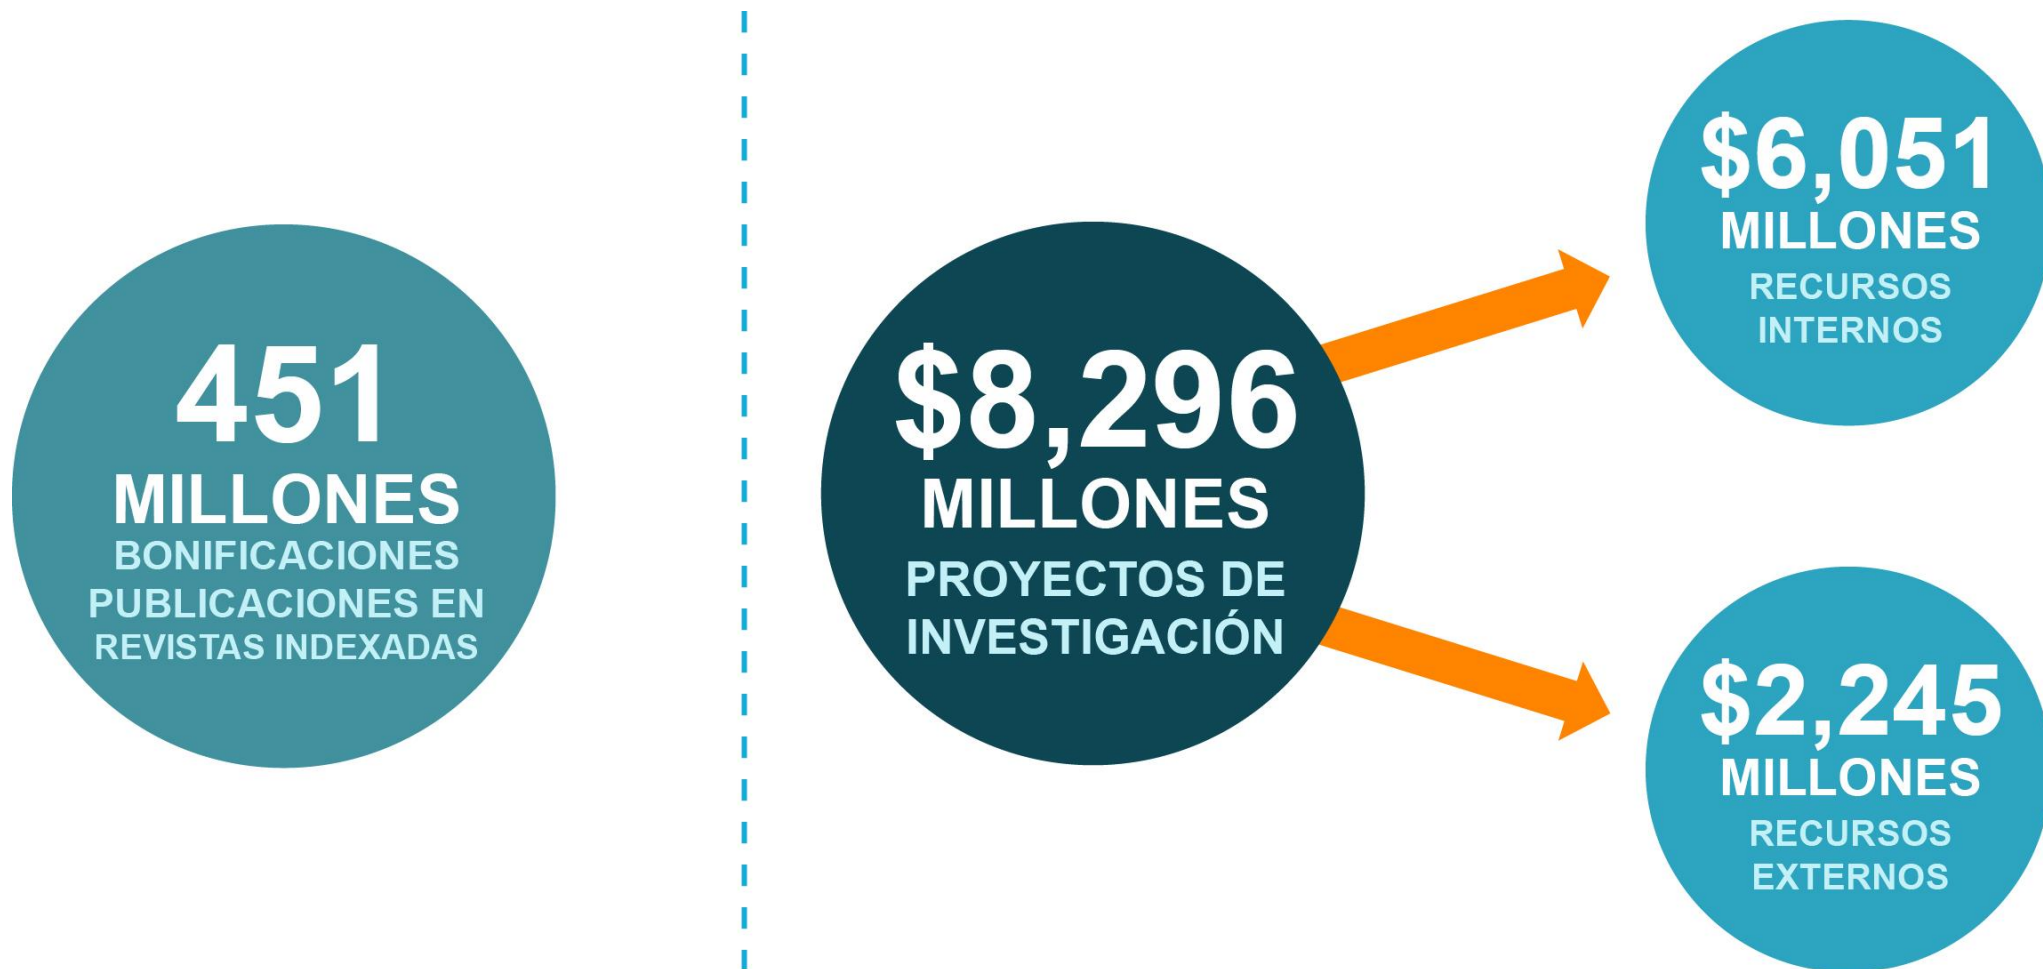 451
MILLONES
BONIFICACIONES
PUBLICACIONES EN
REVISTAS INDEXADAS
$8,296
MILLONES
PROYECTOS DE
INVESTIGACIÓN
$6,051
MILLONES
RECURSOS
INTERNOS
$2,245
MILLONES
RECURSOS
EXTERNOS